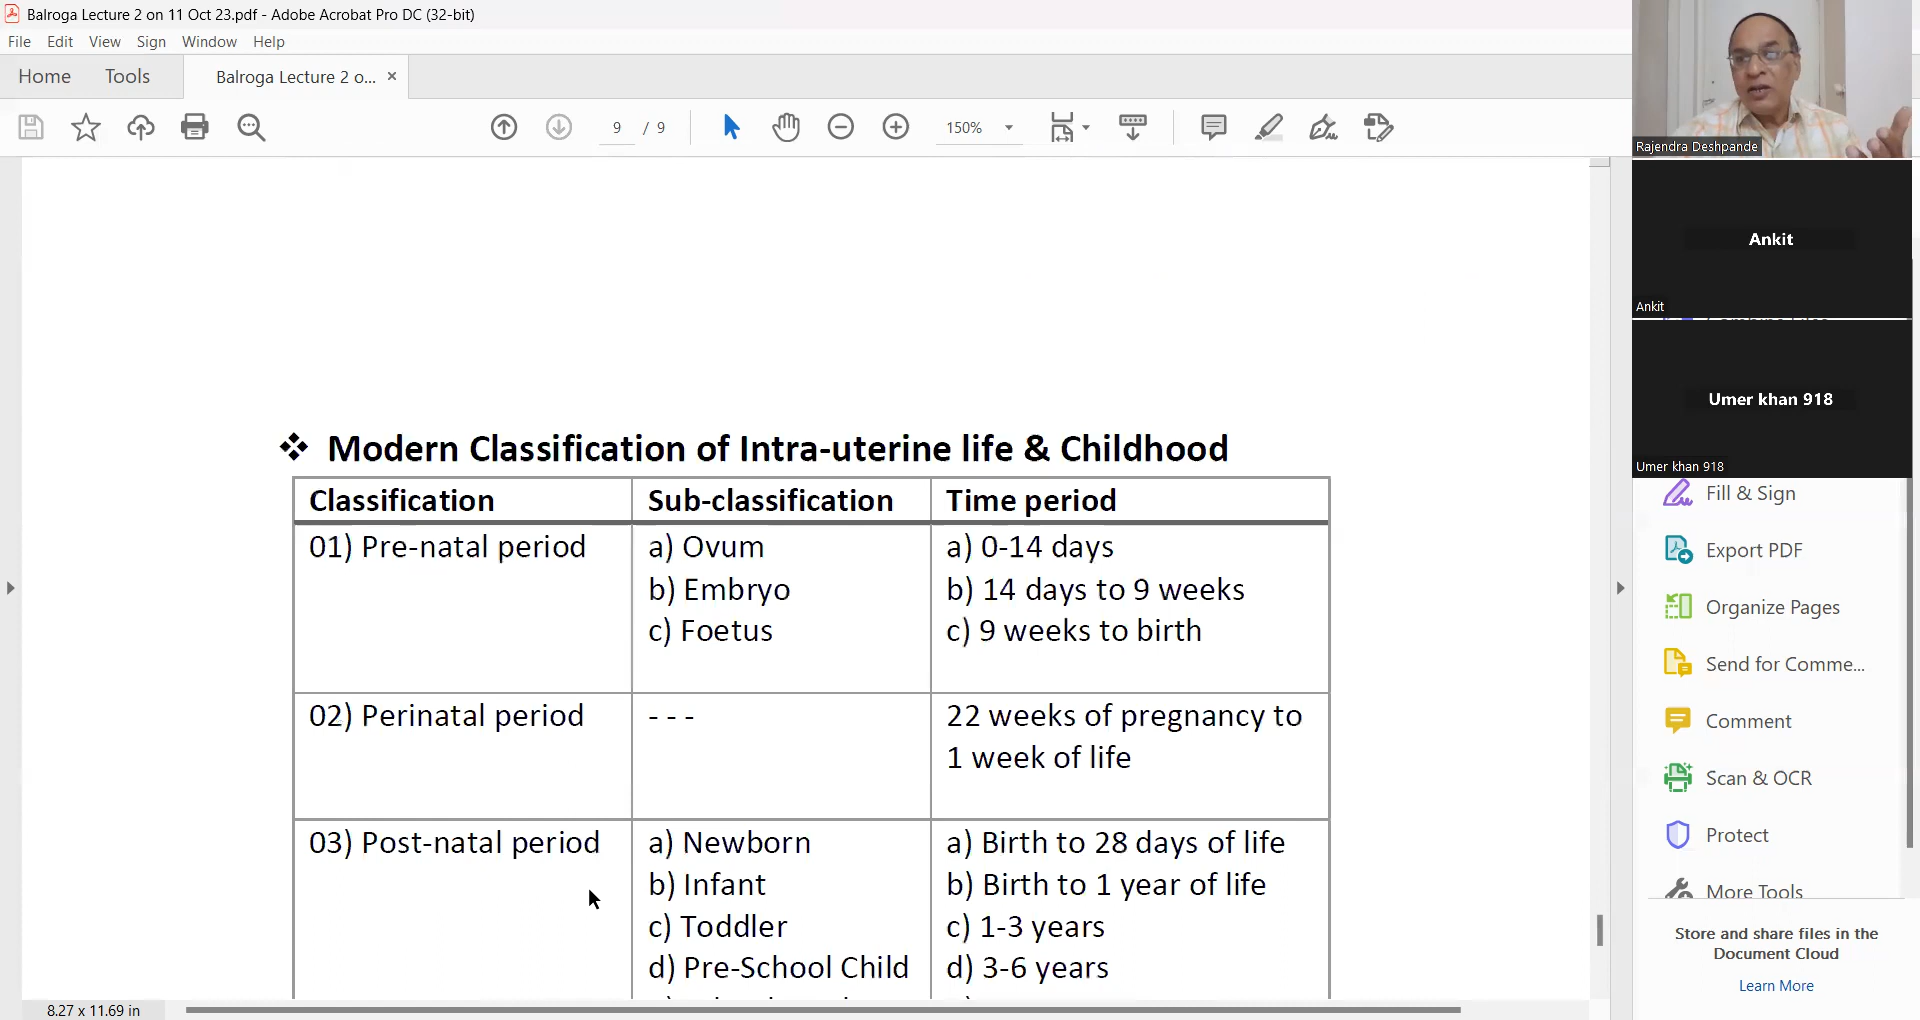 Balroga Lecture 2 on 11 Oct 23.pdf - Adobe Acrobat Pro DC (32-bit)
File Edit View Sign Window Help
Home Tools Balroga Lecture 2 o... ×
9 / 9 150%
❖ Modern Classification of Intra-uterine life & Childhood
Classification Sub-classification Time period
01) Pre-natal period a) Ovum a) 0-14 days
b) Embryo b) 14 days to 9 weeks
c) Foetus c) 9 weeks to birth
02) Perinatal period - - - 22 weeks of pregnancy to
1 week of life
03) Post-natal period a) Newborn a) Birth to 28 days of life
b) Infant b) Birth to 1 year of life
c) Toddler c) 1-3 years
d) Pre-School Child d) 3-6 years
8.27 x 11.69 in
Rajendra Deshpande
Ankit
Ankit
Umer khan 918
Umer khan 918
Fill & Sign
Export PDF
Organize Pages
Send for Comme...
Comment
Scan & OCR
Protect
More Tools
Store and share files in the
Document Cloud
Learn More